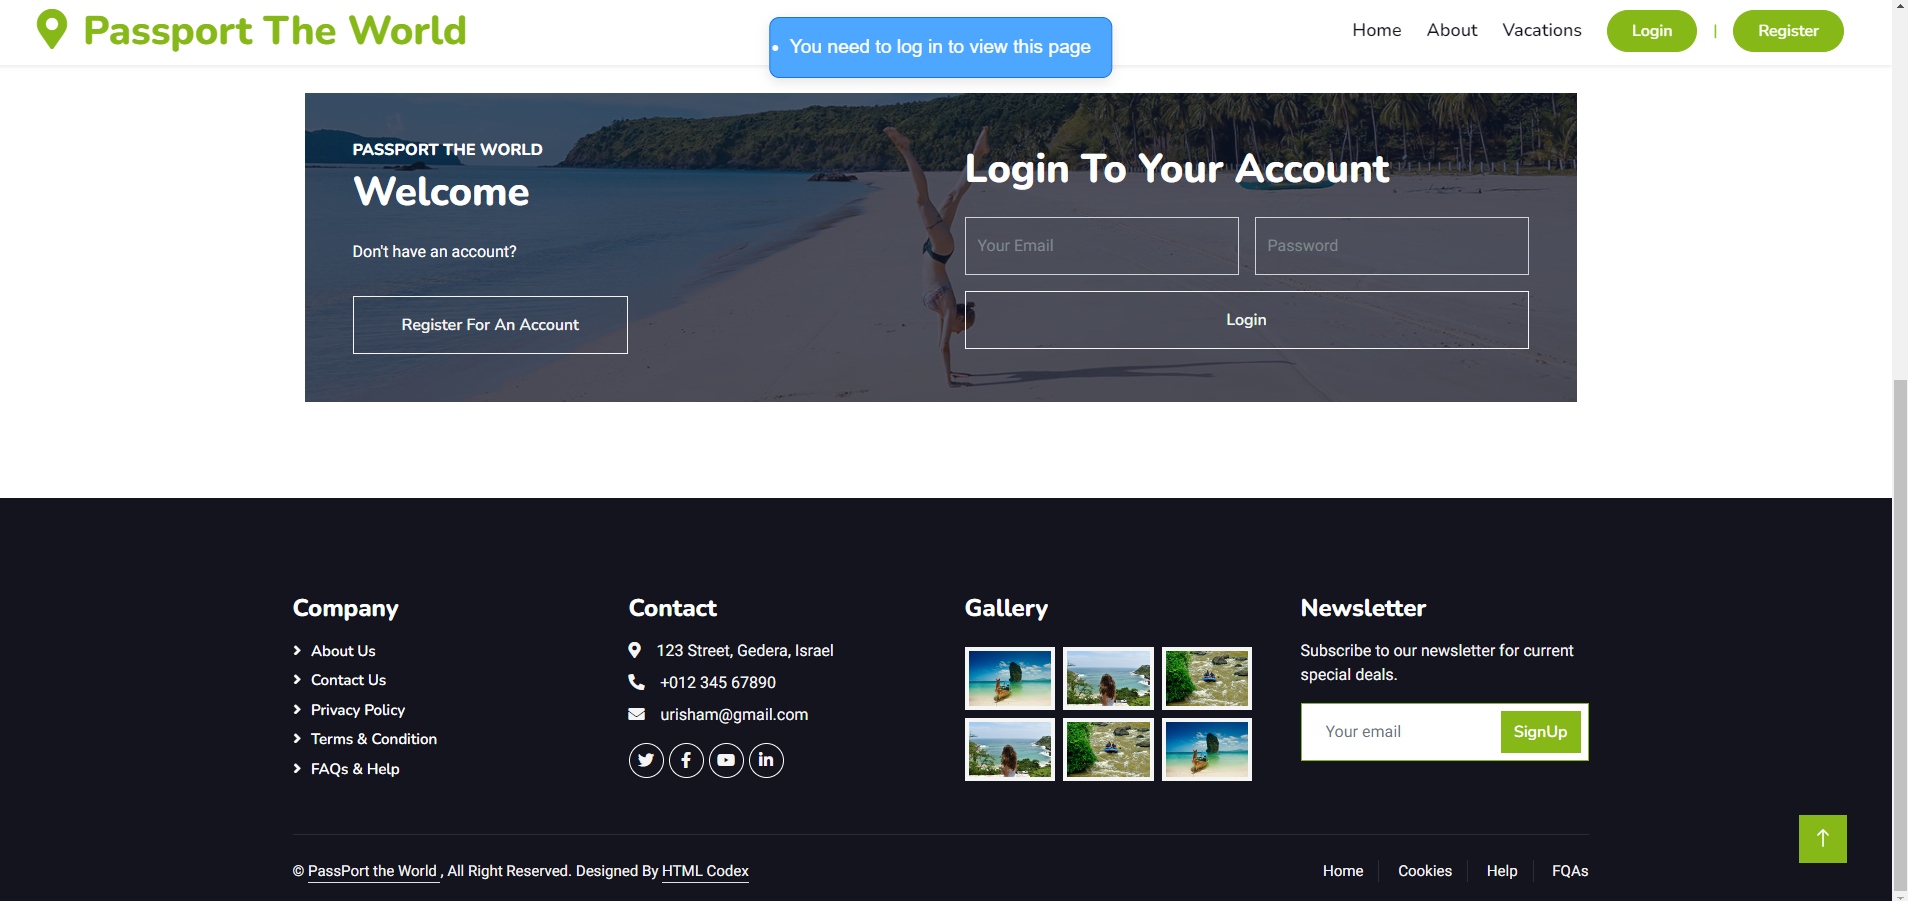 Passport The World
You need to log in to view this page
Home
About
Vacations
Login
|
Register
PASSPORT THE WORLD
Welcome
Don't have an account?
Register For An Account
Login To Your Account
Your Email
Password
Login
Company
About Us
Contact Us
Privacy Policy
Terms & Condition
FAQs & Help
Contact
123 Street, Gedera, Israel
+012 345 67890
urisham@gmail.com
Gallery
Newsletter
Subscribe to our newsletter for current
special deals.
Your email
SignUp
© PassPort the World , All Right Reserved. Designed By HTML Codex
Home
Cookies
Help
FQAs